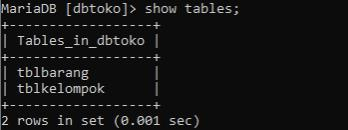 MariaDB [dbtoko]> show tables;
+------------------+
| Tables_in_dbtoko |
+------------------+
| tblbarang        |
| tblkelompok      |
+------------------+
2 rows in set (0.001 sec)